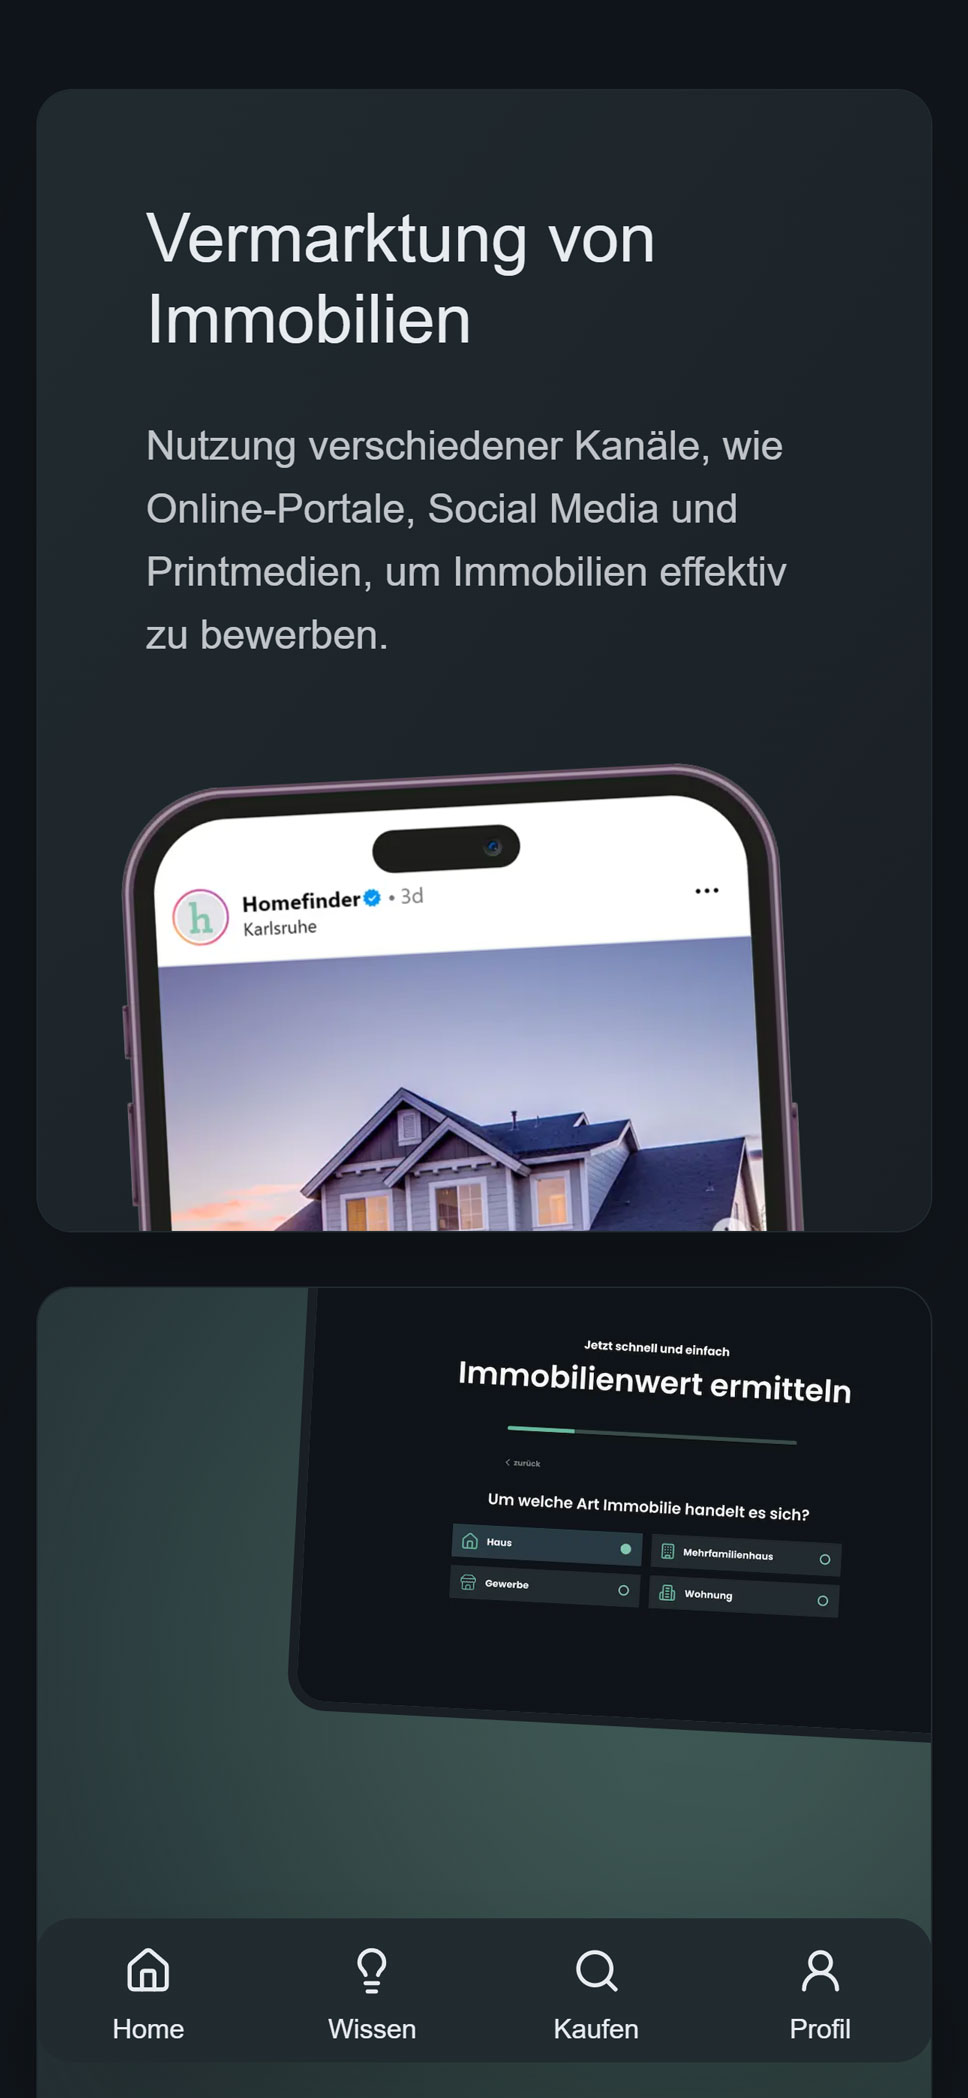 Vermarktung von
Immobilien
Nutzung verschiedener Kanäle, wie
Online-Portale, Social Media und
Printmedien, um Immobilien effektiv
zu bewerben.
h
Homefinder • 3d
Karlsruhe
Jetzt schnell und einfach
Immobilienwert ermitteln
zurück
Um welche Art Immobilie handelt es sich?
Haus
Mehrfamilienhaus
Gewerbe
Wohnung
Home
Wissen
Kaufen
Profil